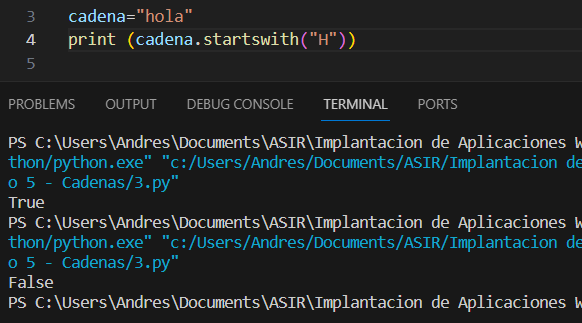 3 cadena="hola"
4 print (cadena.startswith("H"))
5
PROBLEMS OUTPUT DEBUG CONSOLE TERMINAL PORTS
PS C:\Users\Andres\Documents\ASIR\Implantacion de Aplicaciones W
thon/python.exe" "c:/Users/Andres/Documents/ASIR/Implantacion de
o 5 - Cadenas/3.py"
True
PS C:\Users\Andres\Documents\ASIR\Implantacion de Aplicaciones W
thon/python.exe" "c:/Users/Andres/Documents/ASIR/Implantacion de
o 5 - Cadenas/3.py"
False
PS C:\Users\Andres\Documents\ASIR\Implantacion de Aplicaciones W